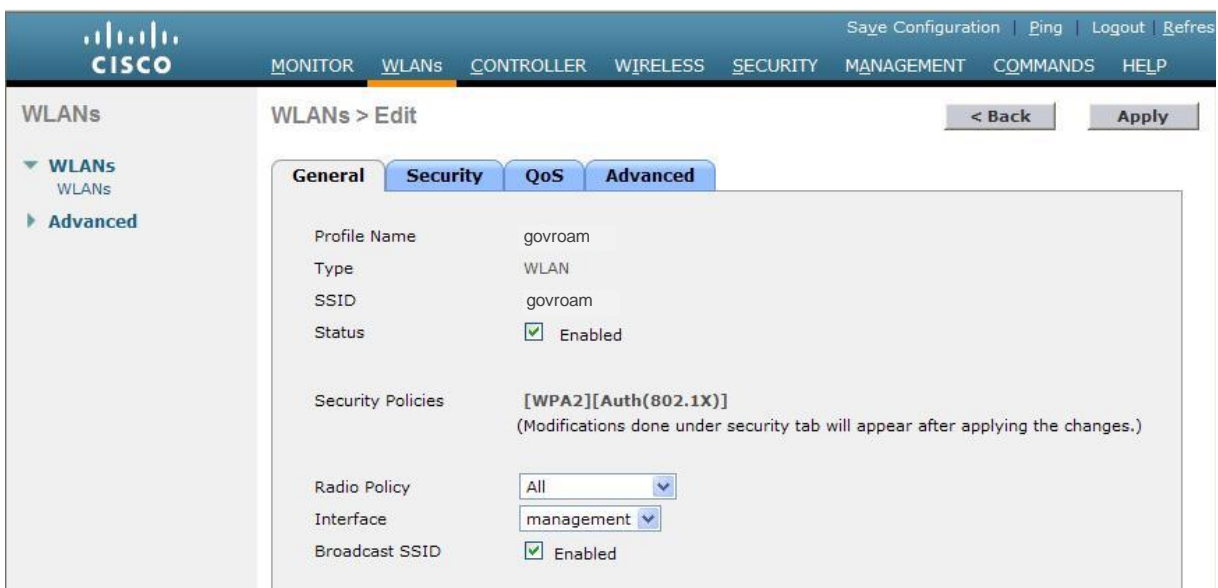 Save Configuration | Ping | Logout | Refres
CISCO
MONITOR WLANs CONTROLLER WIRELESS SECURITY MANAGEMENT COMMANDS HELP
WLANs
WLANs > Edit
< Back
Apply
WLANs
WLANs
Advanced
General Security QoS Advanced
Profile Name govroam
Type WLAN
SSID govroam
Status Enabled
Security Policies [WPA2][Auth(802.1X)]
(Modifications done under security tab will appear after applying the changes.)
Radio Policy All
Interface management
Broadcast SSID Enabled